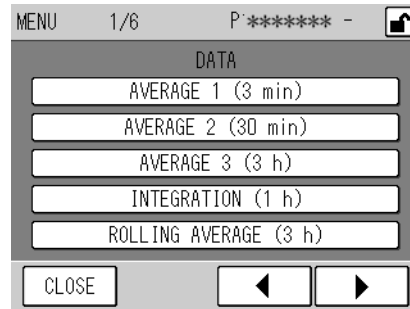 MENU 1/6 P˙******* -
DATA
AVERAGE 1 (3 min)
AVERAGE 2 (30 min)
AVERAGE 3 (3 h)
INTEGRATION (1 h)
ROLLING AVERAGE (3 h)
CLOSE